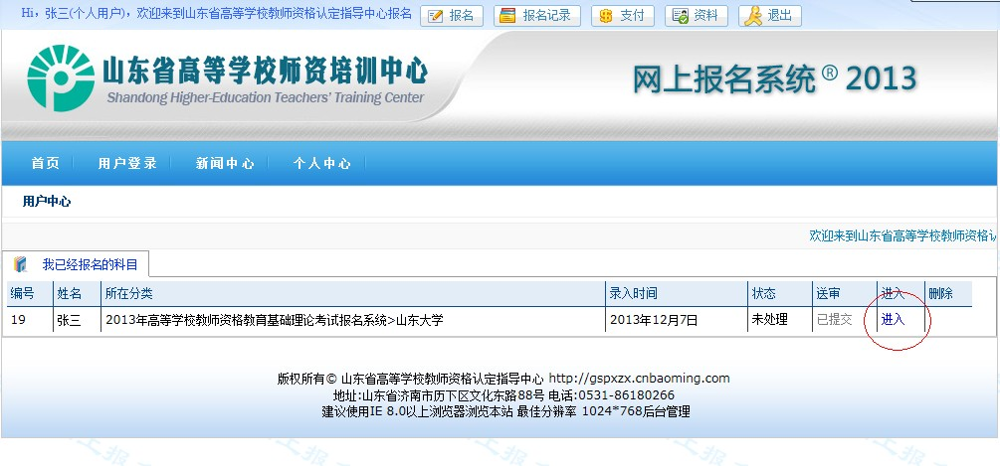 Hi，张三(个人用户)，欢迎来到山东省高等学校教师资格认定指导中心报名 报名 报名记录 支付 资料 退出
山东省高等学校师资培训中心
Shandong Higher-Education Teachers' Training Center
网上报名系统® 2013
首页 用户登录 新闻中心 个人中心
用户中心
欢迎来到山东省高等学校教师资格认
我已经报名的科目
编号 姓名 所在分类 录入时间 状态 送审 进入 删除
19 张三 2013年高等学校教师资格教育基础理论考试报名系统>山东大学 2013年12月7日 未处理 已提交 进入
版权所有© 山东省高等学校教师资格认定指导中心 http://gspxzx.cnbaoming.com
地址:山东省济南市历下区文化东路88号 电话:0531-86180266
建议使用IE 8.0以上浏览器浏览本站 最佳分辨率 1024*768后台管理